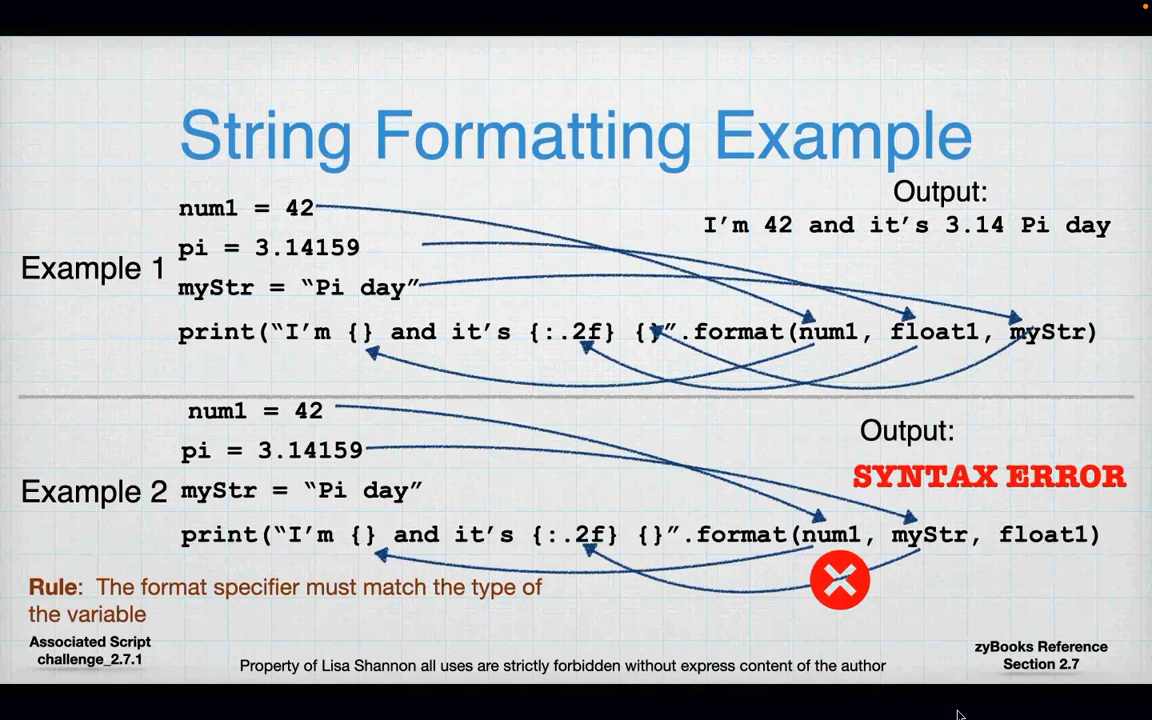 String Formatting Example
Output:
I’m 42 and it’s 3.14 Pi day
Example 1
num1 = 42
pi = 3.14159
myStr = “Pi day”
print(“I’m {} and it’s {:.2f} {}”.format(num1, float1, myStr)
Example 2
num1 = 42
pi = 3.14159
myStr = “Pi day”
print(“I’m {} and it’s {:.2f} {}”.format(num1, myStr, float1)
Output:
SYNTAX ERROR
Rule: The format specifier must match the type of
the variable
Associated Script
challenge_2.7.1
Property of Lisa Shannon all uses are strictly forbidden without express content of the author
zyBooks Reference
Section 2.7